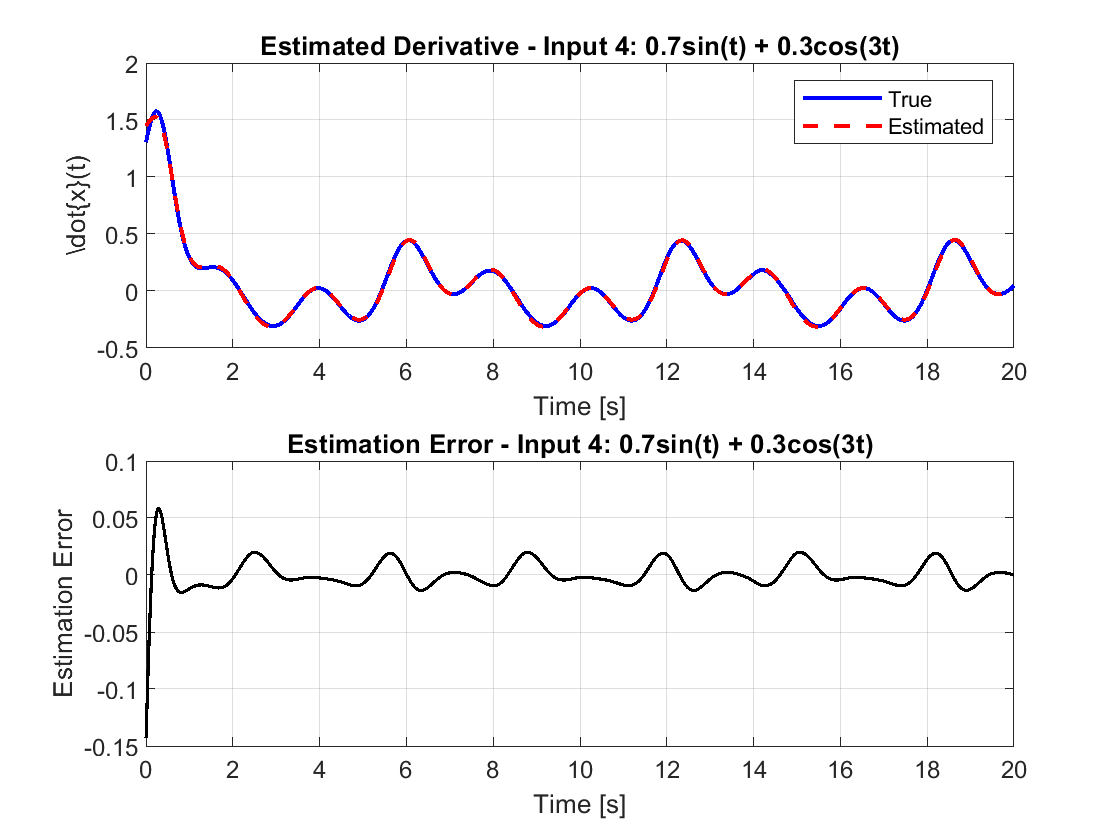 Estimated Derivative - Input 4: 0.7sin(t) + 0.3cos(3t)
2
1.5
1
0.5
0
-0.5
\dot{x}(t)
True
Estimated
0 2 4 6 8 10 12 14 16 18 20
Time [s]
Estimation Error - Input 4: 0.7sin(t) + 0.3cos(3t)
0.1
0.05
0
-0.05
-0.1
-0.15
Estimation Error
0 2 4 6 8 10 12 14 16 18 20
Time [s]